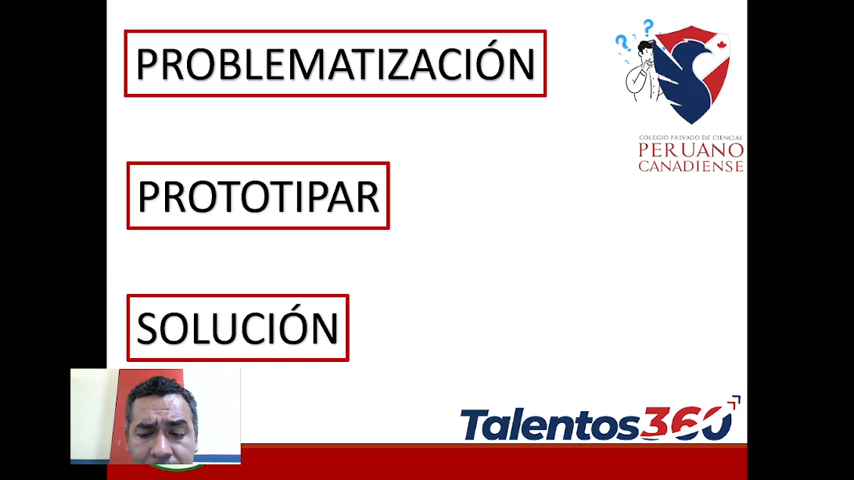 PROBLEMATIZACIÓN
COLEGIO PRIVADO DE CIENCIAS
PERUANO
CANADIENSE
PROTOTIPAR
SOLUCIÓN
Talentos360